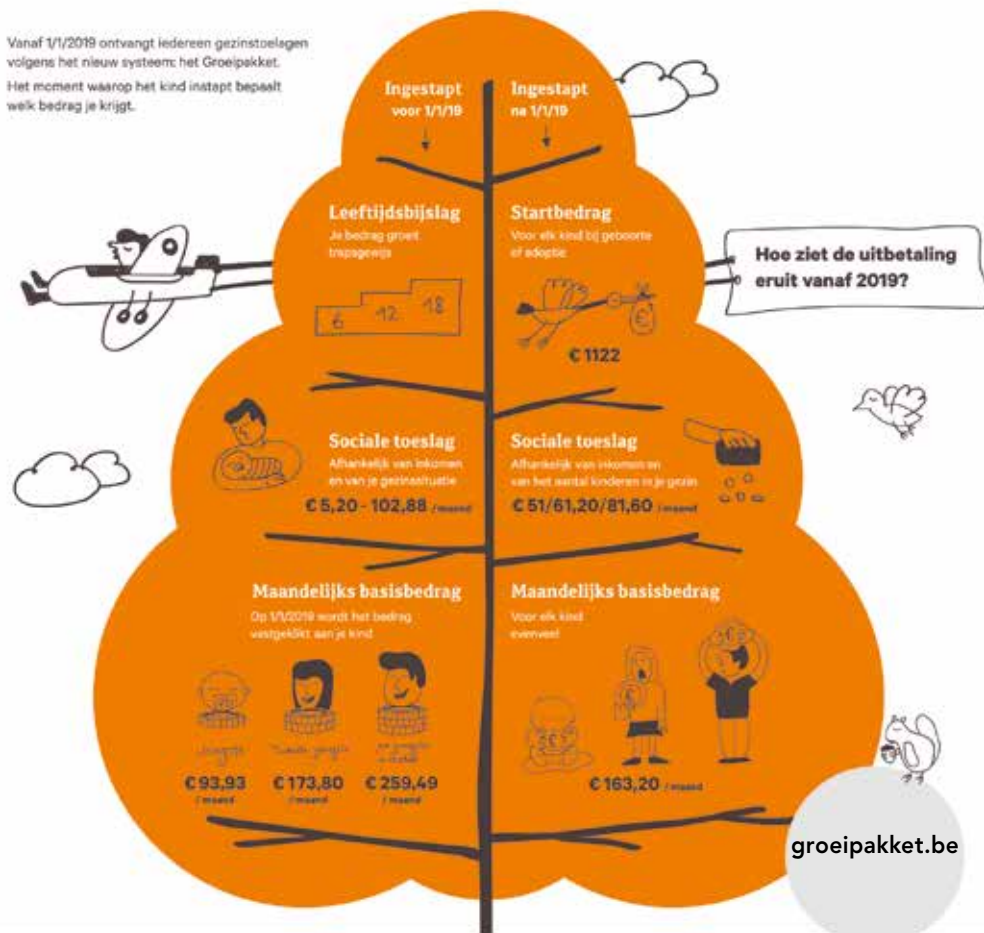 Vanaf 1/1/2019 ontvangt iedereen gezinstoelagen
volgens het nieuw systeem: het Groeipakket.
Het moment waarop het kind instapt bepaalt
welk bedrag je krijgt.
Ingestapt
voor 1/1/19
Ingestapt
na 1/1/19
Leeftijdsbijslag
Je bedrag groeit
trapsgewijs
6 12 18
Startbedrag
Voor elk kind bij geboorte
of adoptie
€
€ 1122
Hoe ziet de uitbetaling
eruit vanaf 2019?
Sociale toeslag
Afhankelijk van inkomen
en van je gezinssituatie
€ 5,20 - 102,88 / maand
Sociale toeslag
Afhankelijk van inkomen en
van het aantal kinderen in je gezin
€ 51/61,20/81,60 / maand
Maandelijks basisbedrag
Op 1/1/2019 wordt het bedrag
vastgeklikt aan je kind
€ 93,93
/ maand
€ 173,80
/ maand
€ 259,49
/ maand
Maandelijks basisbedrag
Voor elk kind
evenveel
€ 163,20 / maand
groeipakket.be